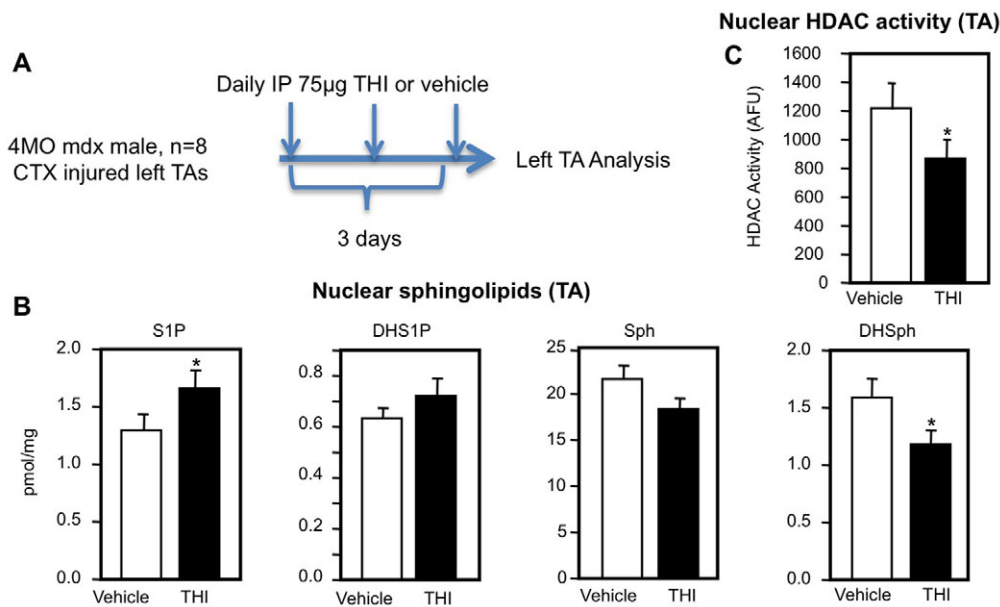 A
Daily IP 75µg THI or vehicle
4MO mdx male, n=8
CTX injured left TAs
Left TA Analysis
3 days
Nuclear HDAC activity (TA)
C
HDAC Activity (AFU)
1600
1400
1200
1000
800
600
400
200
0
*
Vehicle THI
Nuclear sphingolipids (TA)
B
S1P
pmol/mg
2.0
1.5
1.0
0.5
0.0
*
Vehicle THI
DHS1P
0.8
0.6
0.4
0.2
0.0
Vehicle THI
Sph
25
20
15
10
5
0
Vehicle THI
DHSph
2.0
1.5
1.0
0.5
0.0
*
Vehicle THI